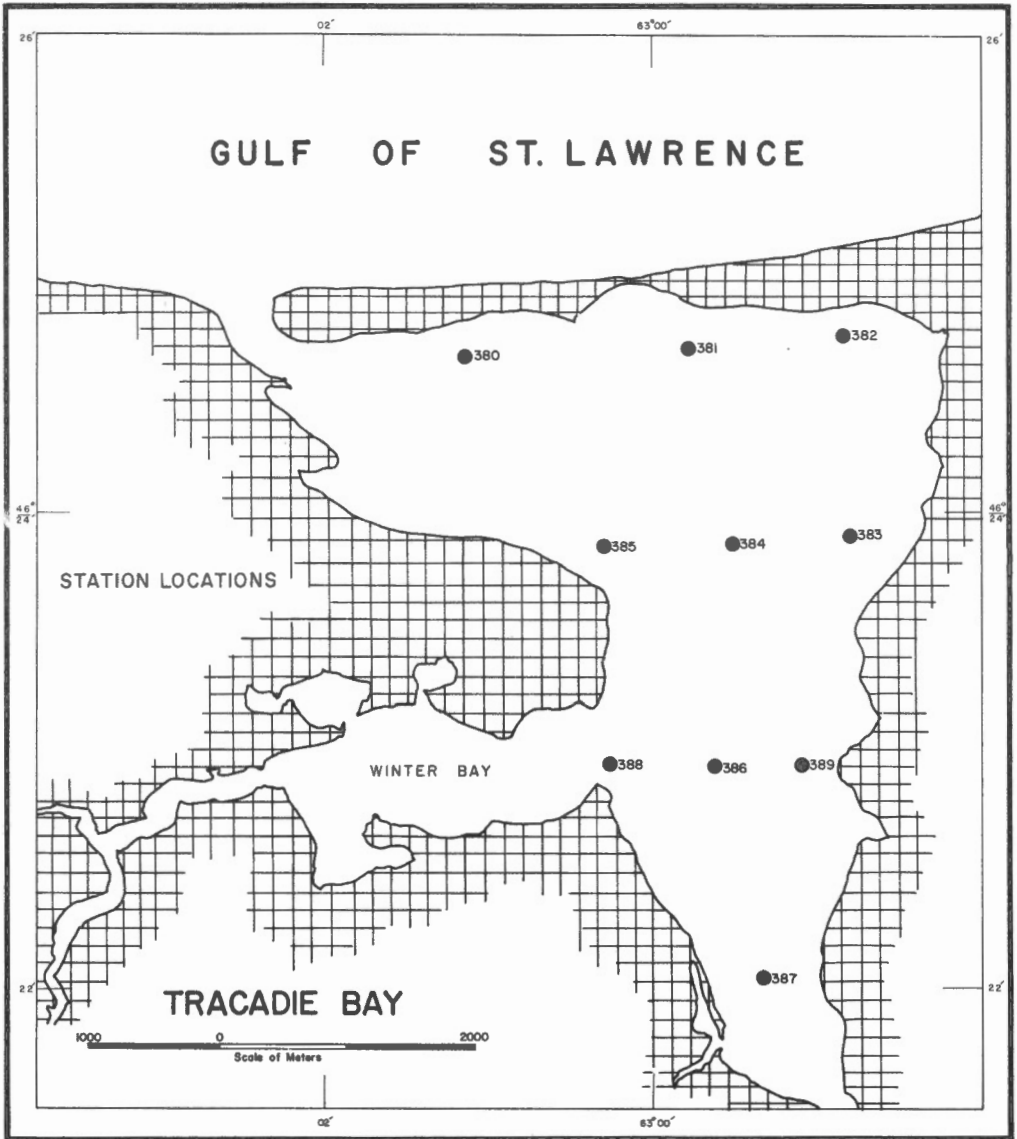 02' 63°00'
26' 26'
GULF OF ST. LAWRENCE
382
381
380
46° 24' 46° 24'
383
384
385
STATION LOCATIONS
WINTER BAY
388 386 389
387
22' 22'
TRACADIE BAY
1000 0 2000
Scale of Meters
02' 63°00'